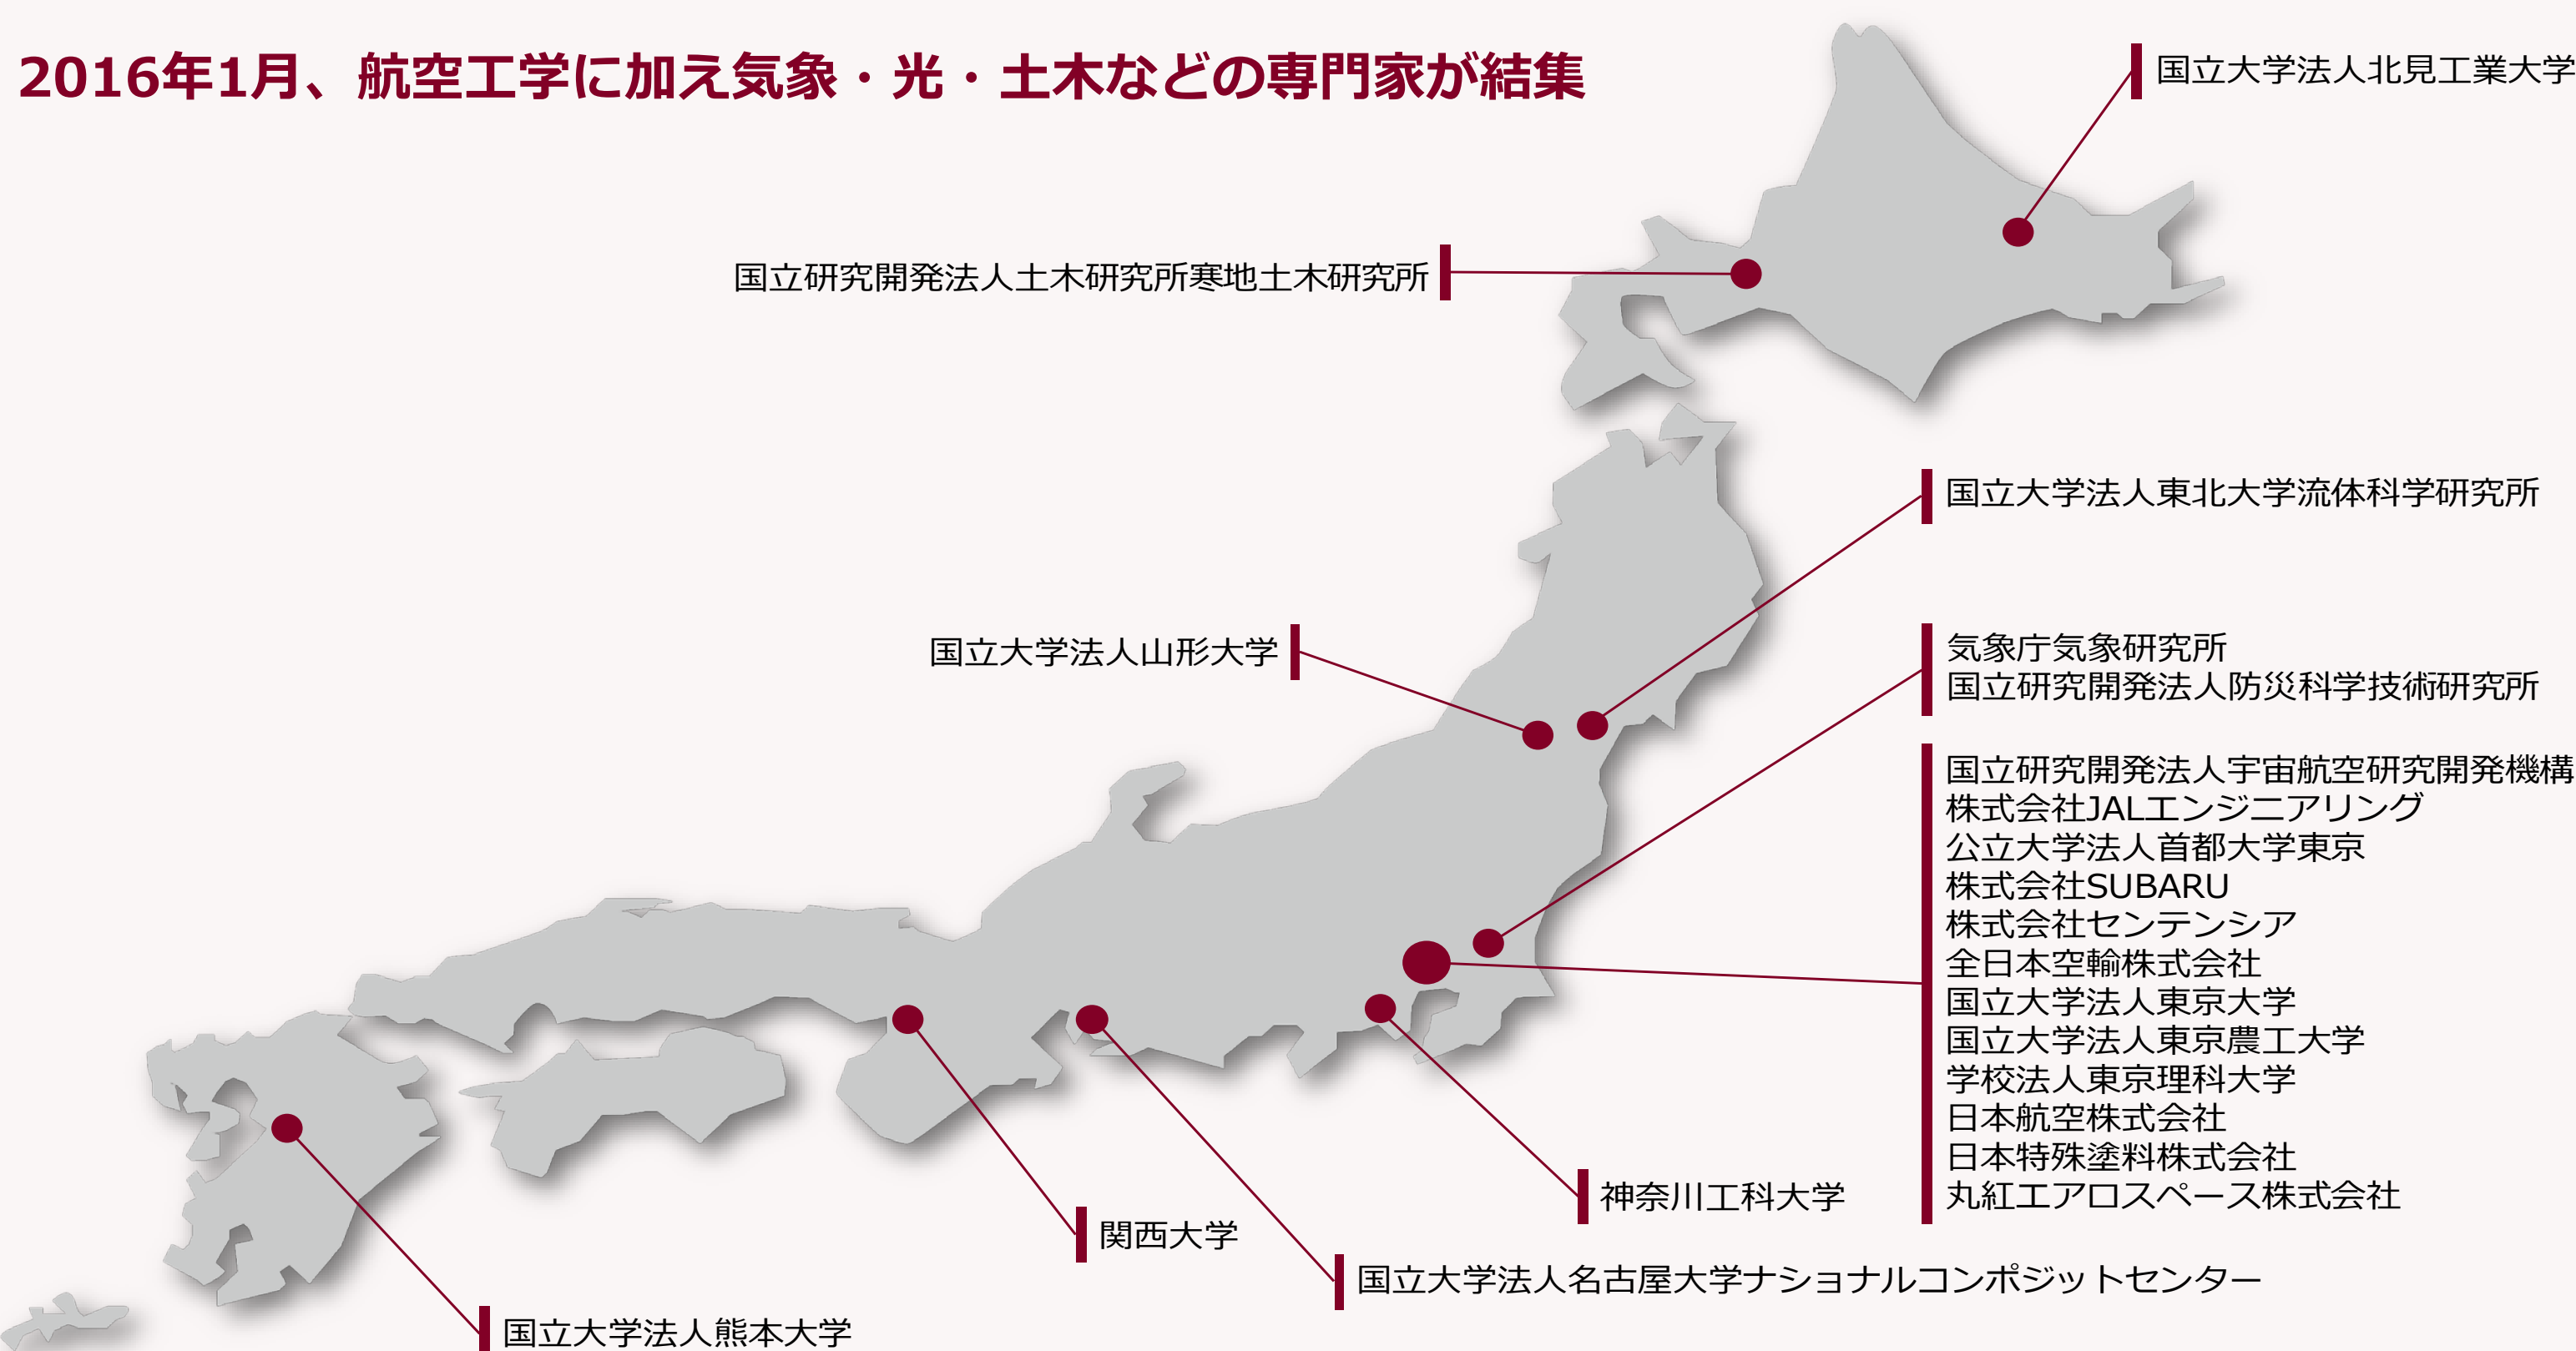 2016年1月、航空工学に加え気象・光・土木などの専門家が結集
国立大学法人北見工業大学
国立研究開発法人土木研究所寒地土木研究所
国立大学法人東北大学流体科学研究所
国立大学法人山形大学
気象庁気象研究所
国立研究開発法人防災科学技術研究所
国立研究開発法人宇宙航空研究開発機構
株式会社JALエンジニアリング
公立大学法人首都大学東京
株式会社SUBARU
株式会社センテンシア
全日本空輸株式会社
国立大学法人東京大学
国立大学法人東京農工大学
学校法人東京理科大学
日本航空株式会社
日本特殊塗料株式会社
丸紅エアロスペース株式会社
神奈川工科大学
関西大学
国立大学法人名古屋大学ナショナルコンポジットセンター
国立大学法人熊本大学